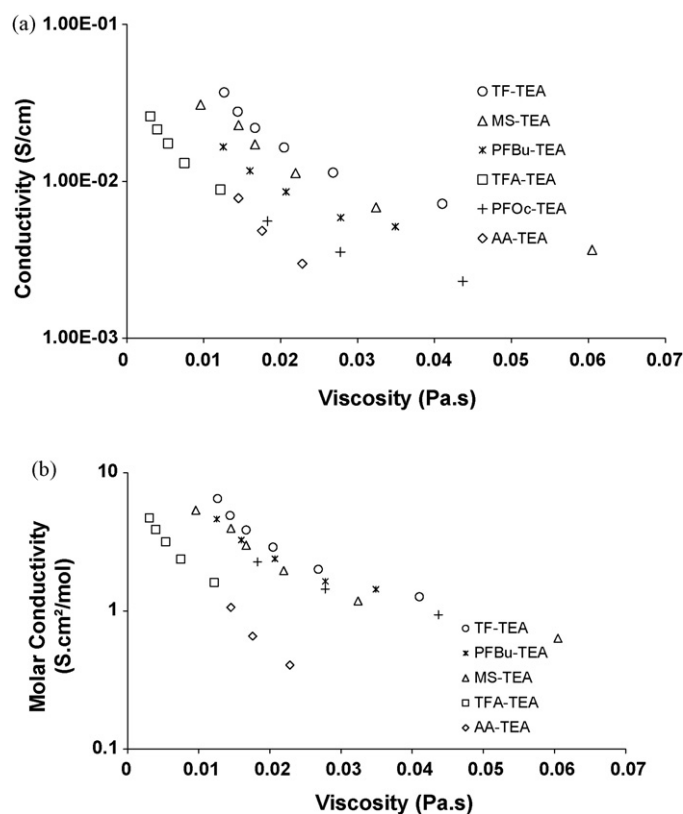 (a)
1.00E-01
1.00E-02
1.00E-03
Conductivity (S/cm)
TF-TEA
MS-TEA
PFBu-TEA
TFA-TEA
PFOc-TEA
AA-TEA
0 0.01 0.02 0.03 0.04 0.05 0.06 0.07
Viscosity (Pa.s)
(b)
10
1
0.1
Molar Conductivity
(S.cm²/mol)
TF-TEA
PFBu-TEA
MS-TEA
TFA-TEA
AA-TEA
0 0.01 0.02 0.03 0.04 0.05 0.06 0.07
Viscosity (Pa.s)